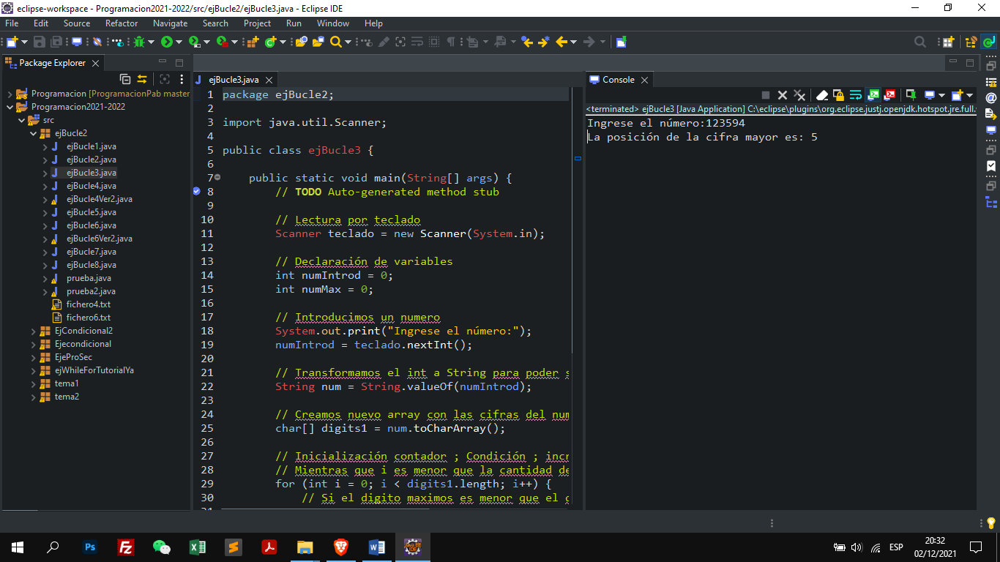 eclipse-workspace - Programacion2021-2022/src/ejBucle2/ejBucle3.java - Eclipse IDE
File Edit Source Refactor Navigate Search Project Run Window Help
Package Explorer
Programacion [ProgramacionPab master
Programacion2021-2022
src
ejBucle2
ejBucle1.java
ejBucle2.java
ejBucle3.java
ejBucle4.java
ejBucle4Ver2.java
ejBucle5.java
ejBucle6.java
ejBucle6Ver2.java
ejBucle7.java
ejBucle8.java
prueba.java
prueba2.java
fichero4.txt
fichero6.txt
EjCondicional2
Ejecondicional
EjeProSec
ejWhileForTutorialYa
tema1
tema2
ejBucle3.java
1 package ejBucle2;
2
3 import java.util.Scanner;
4
5 public class ejBucle3 {
6
7 public static void main(String[] args) {
8 // TODO Auto-generated method stub
9
10 // Lectura por teclado
11 Scanner teclado = new Scanner(System.in);
12
13 // Declaración de variables
14 int numIntrod = 0;
15 int numMax = 0;
16
17 // Introducimos un numero
18 System.out.print("Ingrese el número:");
19 numIntrod = teclado.nextInt();
20
21 // Transformamos el int a String para poder s
22 String num = String.valueOf(numIntrod);
23
24 // Creamos nuevo array con las cifras del num
25 char[] digits1 = num.toCharArray();
26
27 // Inicialización contador ; Condición ; incr
28 // Mientras que i es menor que la cantidad de
29 for (int i = 0; i < digits1.length; i++) {
30 // Si el digito maximos es menor que el
31
Console
<terminated> ejBucle3 [Java Application] C:\eclipse\plugins\org.eclipse.justj.openjdk.hotspot.jre.full.
Ingrese el número:123594
La posición de la cifra mayor es: 5
Ps
ESP
20:32
02/12/2021